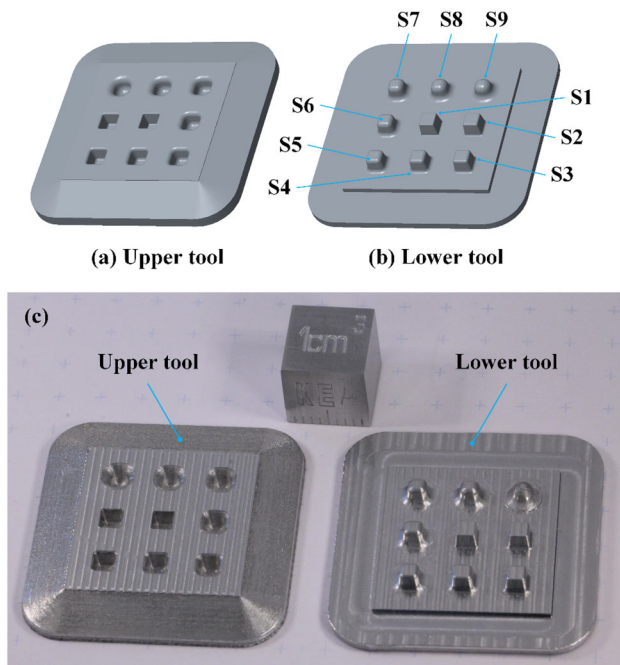 S7
S8
S9
S1
S6
S2
S5
S4
S3
(a) Upper tool
(b) Lower tool
(c)
1cm
3
Upper tool
Lower tool